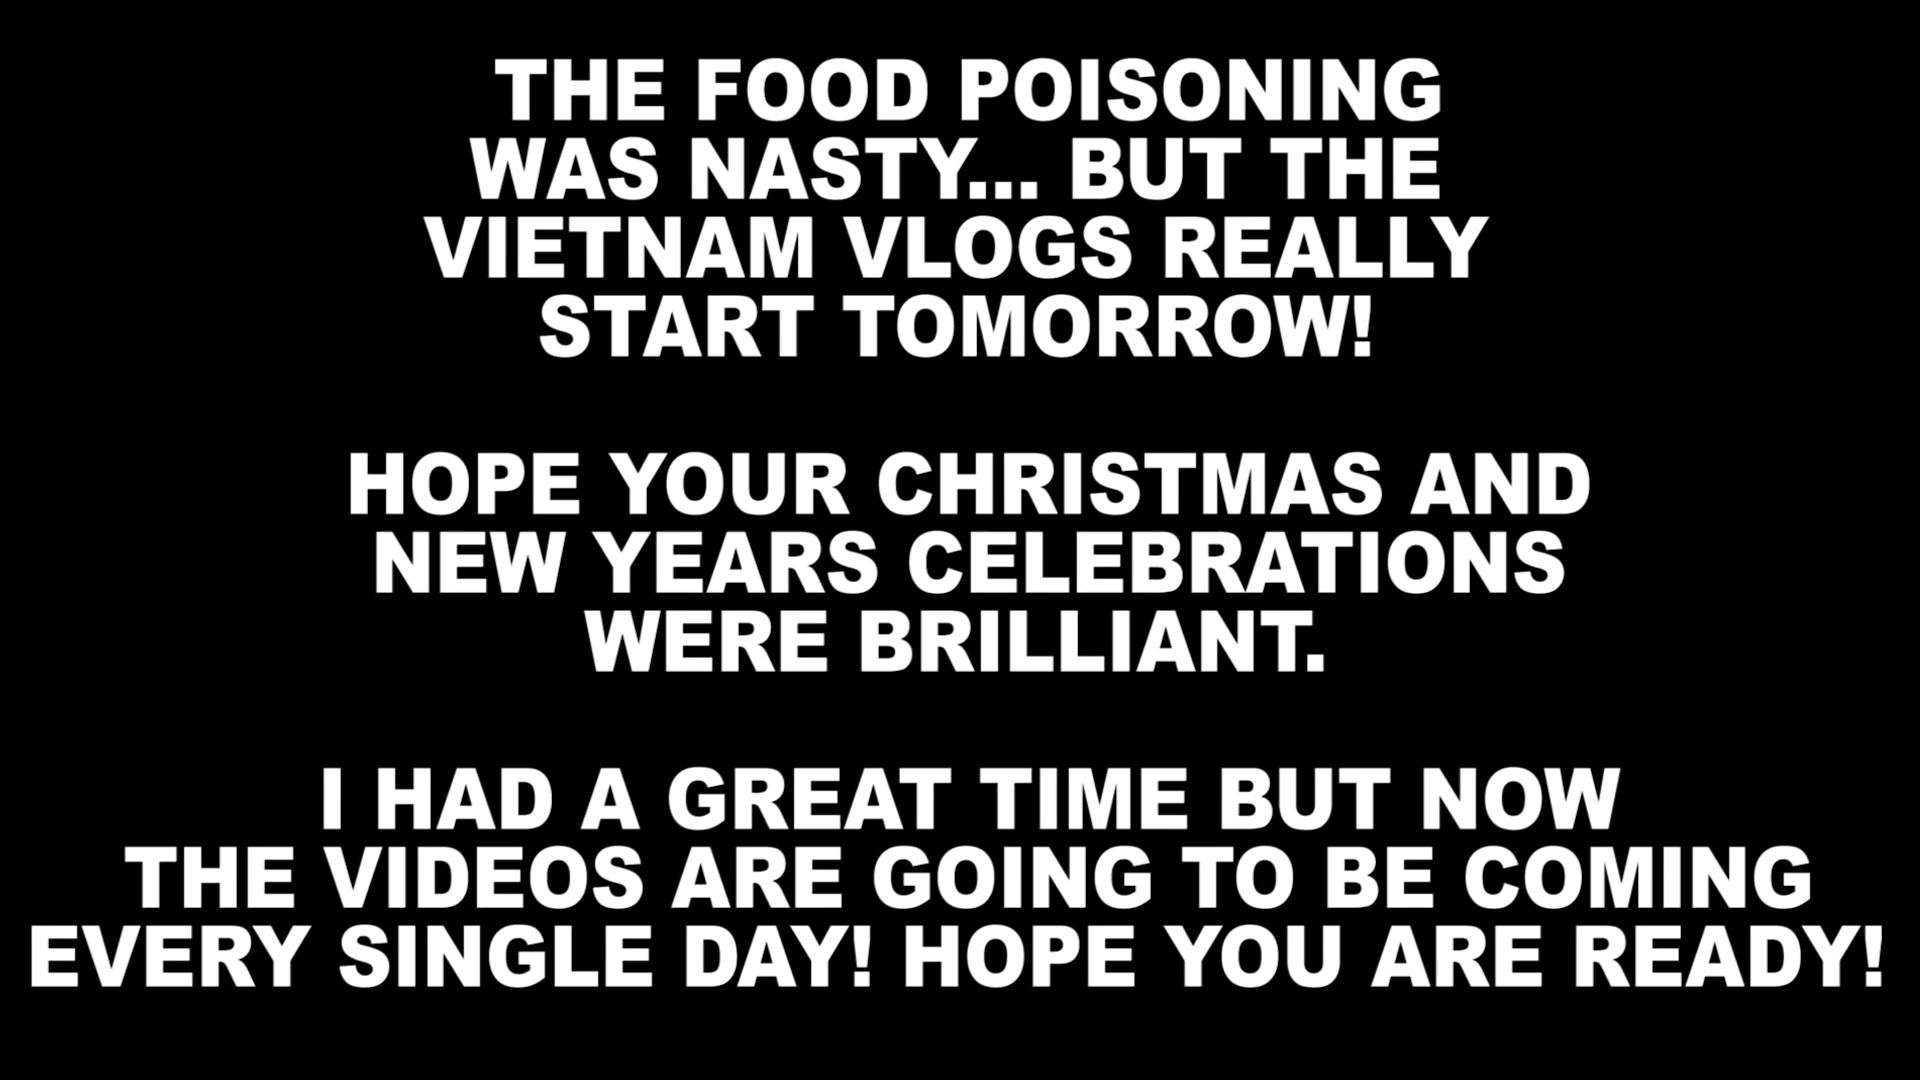 THE FOOD POISONING
WAS NASTY... BUT THE
VIETNAM VLOGS REALLY
START TOMORROW!
HOPE YOUR CHRISTMAS AND
NEW YEARS CELEBRATIONS
WERE BRILLIANT.
I HAD A GREAT TIME BUT NOW
THE VIDEOS ARE GOING TO BE COMING
EVERY SINGLE DAY! HOPE YOU ARE READY!